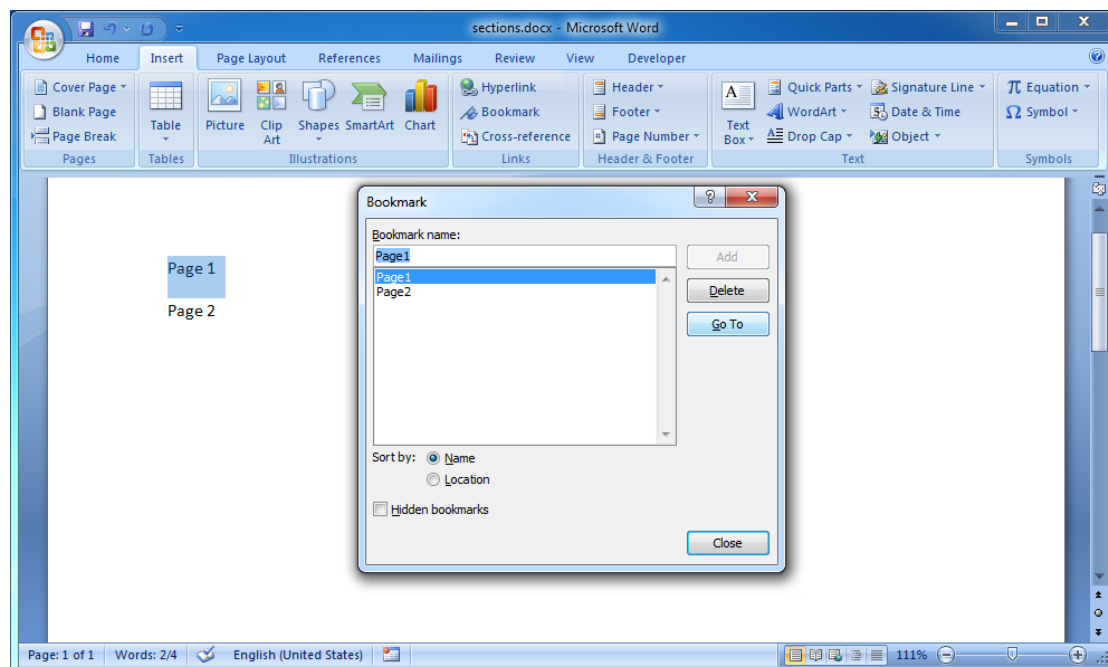 sections.docx - Microsoft Word
Home Insert Page Layout References Mailings Review View Developer
Cover Page
Blank Page
Page Break
Pages
Table
Tables
Picture
Clip Art
Shapes
SmartArt
Chart
Illustrations
Hyperlink
Bookmark
Cross-reference
Links
Header
Footer
Page Number
Header & Footer
A
Text Box
Quick Parts
WordArt
Drop Cap
Signature Line
Date & Time
Object
Text
π Equation
Ω Symbol
Symbols
Page 1
Page 2
Bookmark
Bookmark name:
Page1
Page1
Page2
Add
Delete
Go To
Sort by: Name
Location
Hidden bookmarks
Close
Page: 1 of 1 Words: 2/4 English (United States) 111%